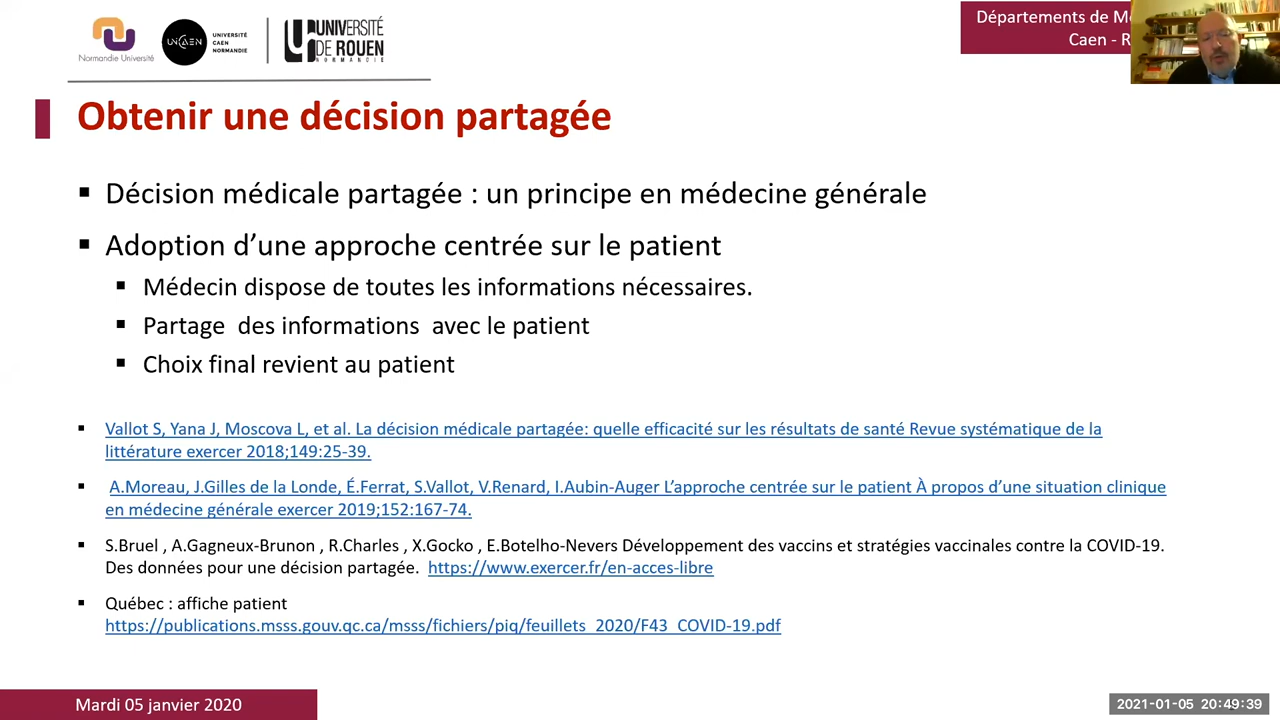 Normandie Université
UNICAEN
UNIVERSITÉ
CAEN
NORMANDIE
UNIVERSITÉ
DE ROUEN
NORMANDIE
Départements de
Caen - R
Obtenir une décision partagée
▪ Décision médicale partagée : un principe en médecine générale
▪ Adoption d’une approche centrée sur le patient
▪ Médecin dispose de toutes les informations nécessaires.
▪ Partage des informations avec le patient
▪ Choix final revient au patient
▪ Vallot S, Yana J, Moscova L, et al. La décision médicale partagée: quelle efficacité sur les résultats de santé Revue systématique de la
littérature exercer 2018;149:25-39.
▪ A.Moreau, J.Gilles de la Londe, É.Ferrat, S.Vallot, V.Renard, I.Aubin-Auger L’approche centrée sur le patient À propos d’une situation clinique
en médecine générale exercer 2019;152:167-74.
▪ S.Bruel , A.Gagneux-Brunon , R.Charles , X.Gocko , E.Botelho-Nevers Développement des vaccins et stratégies vaccinales contre la COVID-19.
Des données pour une décision partagée. https://www.exercer.fr/en-acces-libre
▪ Québec : affiche patient
https://publications.msss.gouv.qc.ca/msss/fichiers/piq/feuillets_2020/F43_COVID-19.pdf
Mardi 05 janvier 2020
2021-01-05 20:49:39